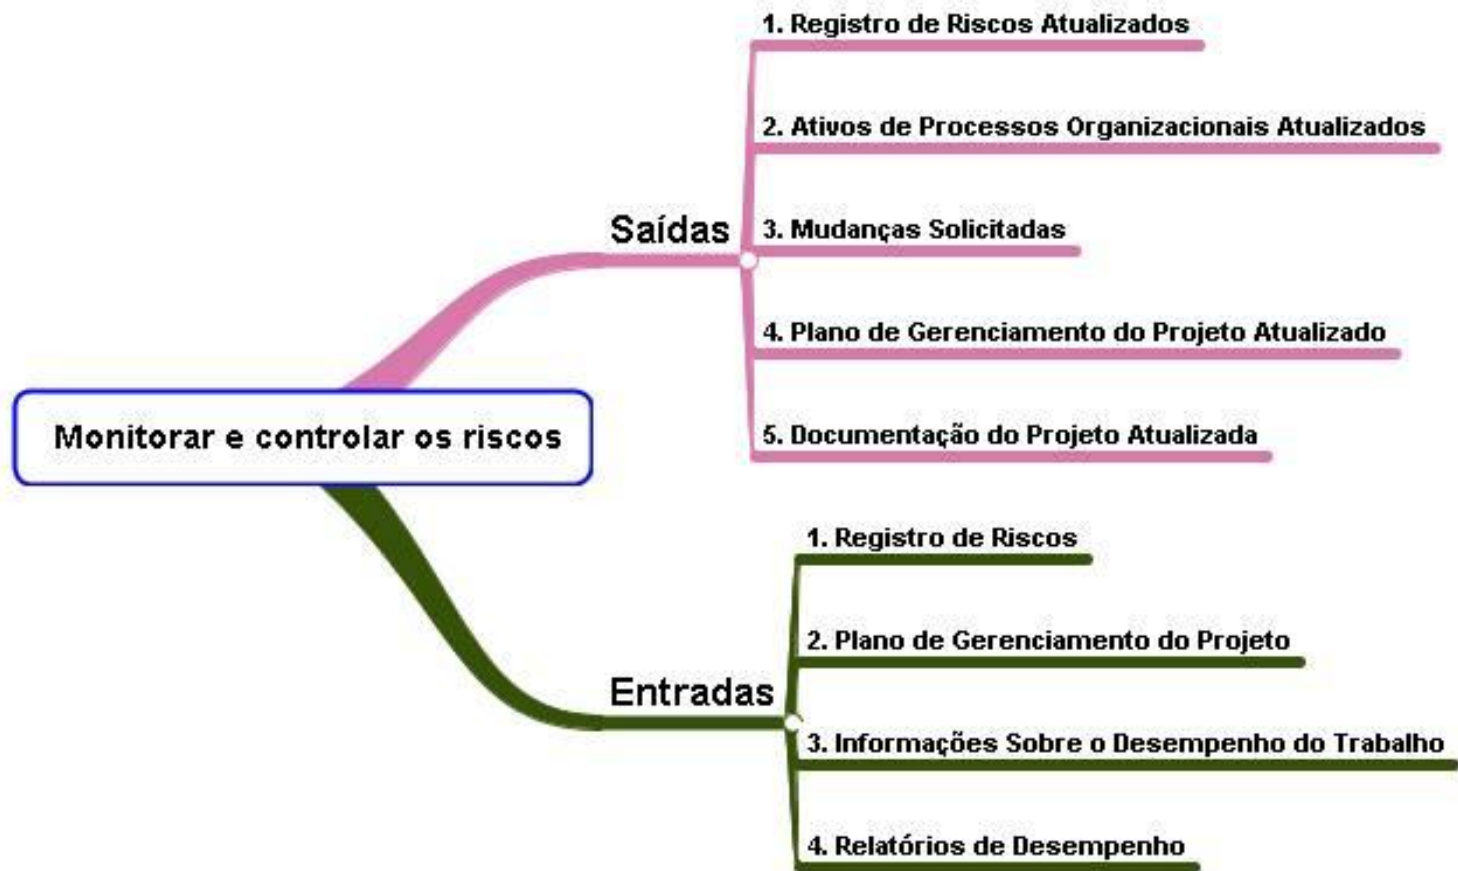 1. Registro de Riscos Atualizados
2. Ativos de Processos Organizacionais Atualizados
Saídas
3. Mudanças Solicitadas
4. Plano de Gerenciamento do Projeto Atualizado
Monitorar e controlar os riscos
5. Documentação do Projeto Atualizada
1. Registro de Riscos
2. Plano de Gerenciamento do Projeto
Entradas
3. Informações Sobre o Desempenho do Trabalho
4. Relatórios de Desempenho